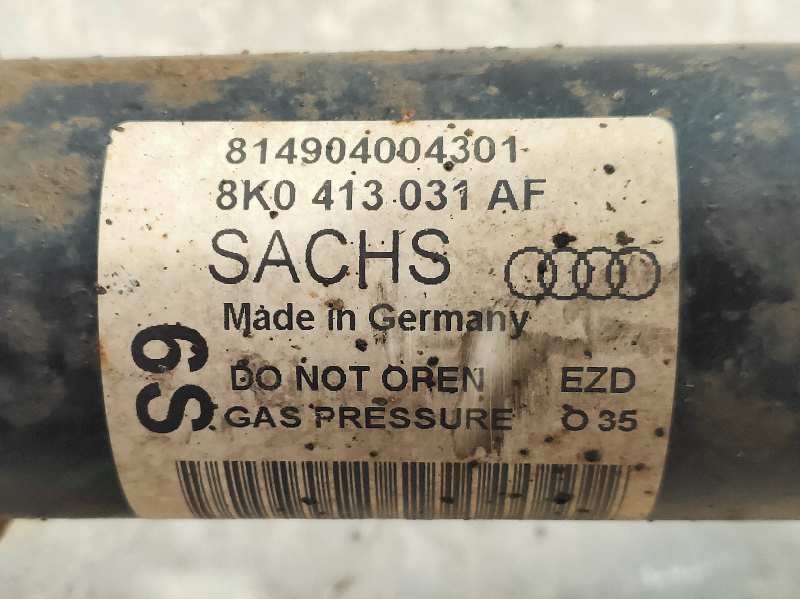 814904004301
8K0 413 031 AF
SACHS
Made in Germany
DO NOT OPEN EZD
GAS PRESSURE O 35
S9